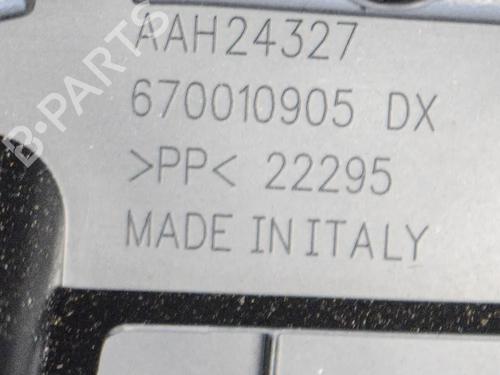 AAH24327
670010905 DX
>PP< 22295
MADE IN ITALY
B-PARTS